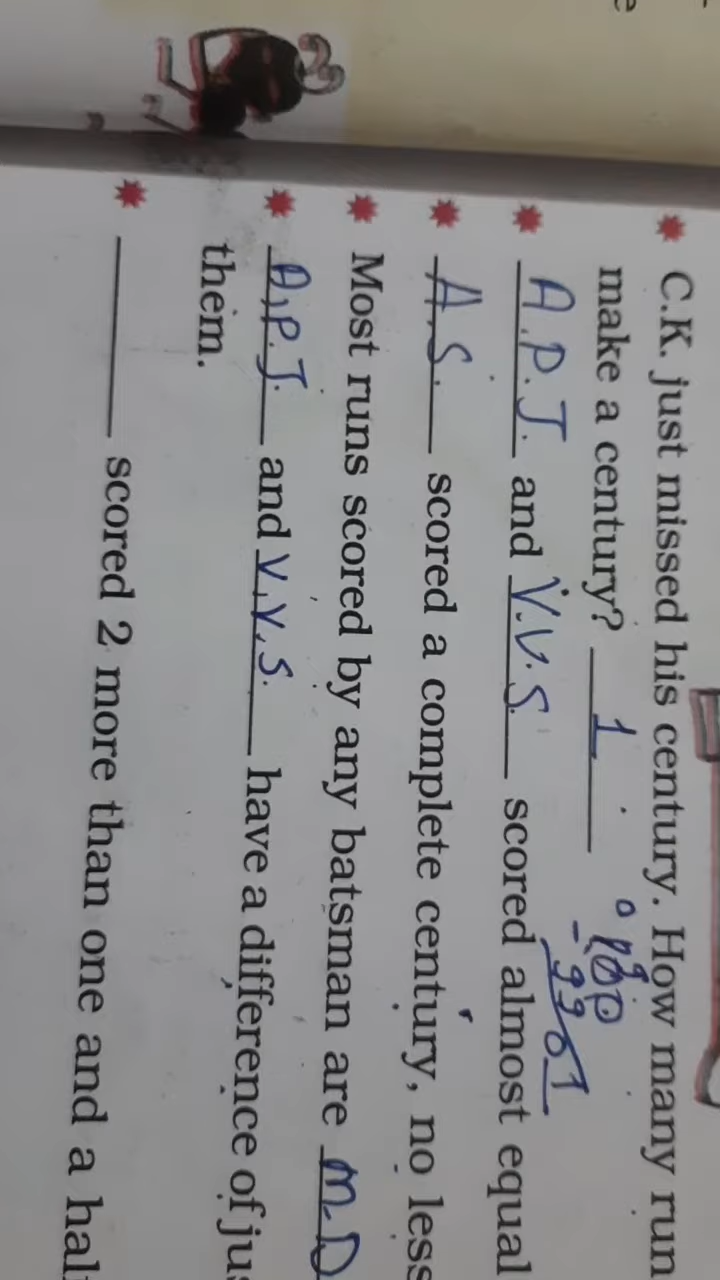 * C.K. just missed his century. How many run
make a century? 1
100
- 99
001
* A.P.J. and V.V.S. scored almost equal
* A.S. scored a complete century, no less
* Most runs scored by any batsman are M.D
* A.P.J. and V.V.S. have a difference of jus
them.
* ______ scored 2 more than one and a hal